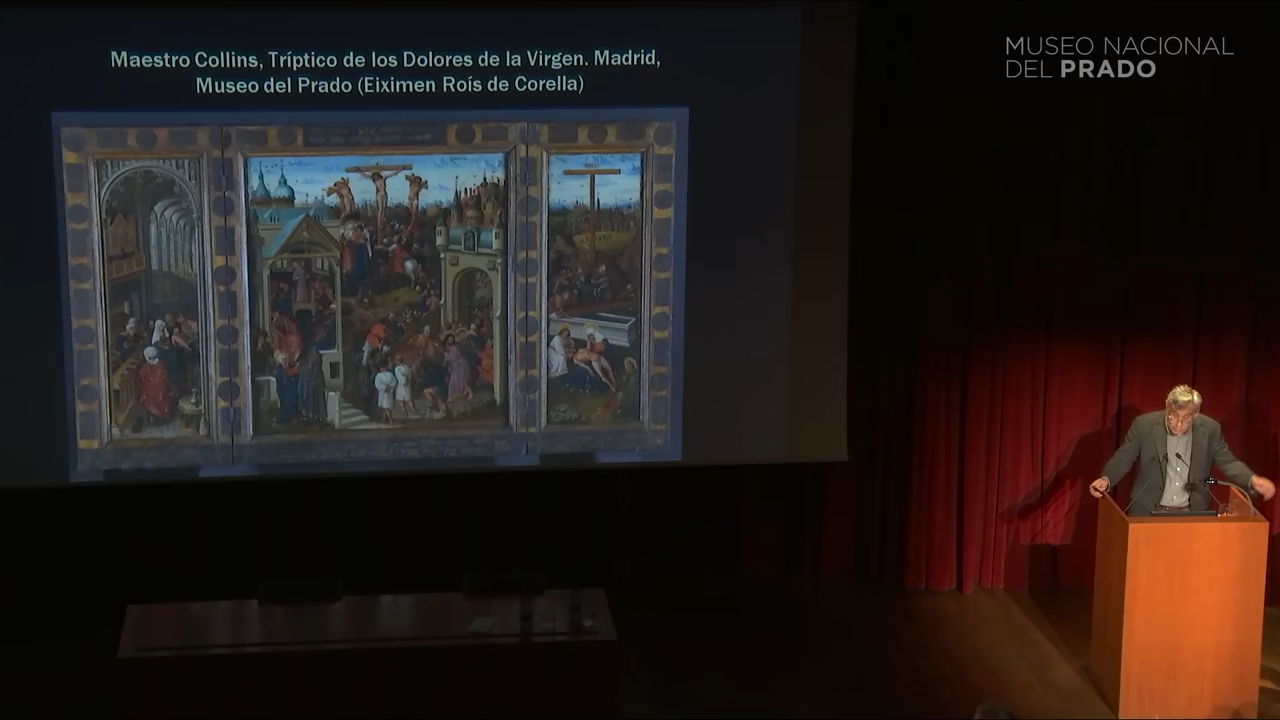 Maestro Collins, Tríptico de los Dolores de la Virgen. Madrid,
Museo del Prado (Eiximen Roís de Corella)
MUSEO NACIONAL
DEL PRADO